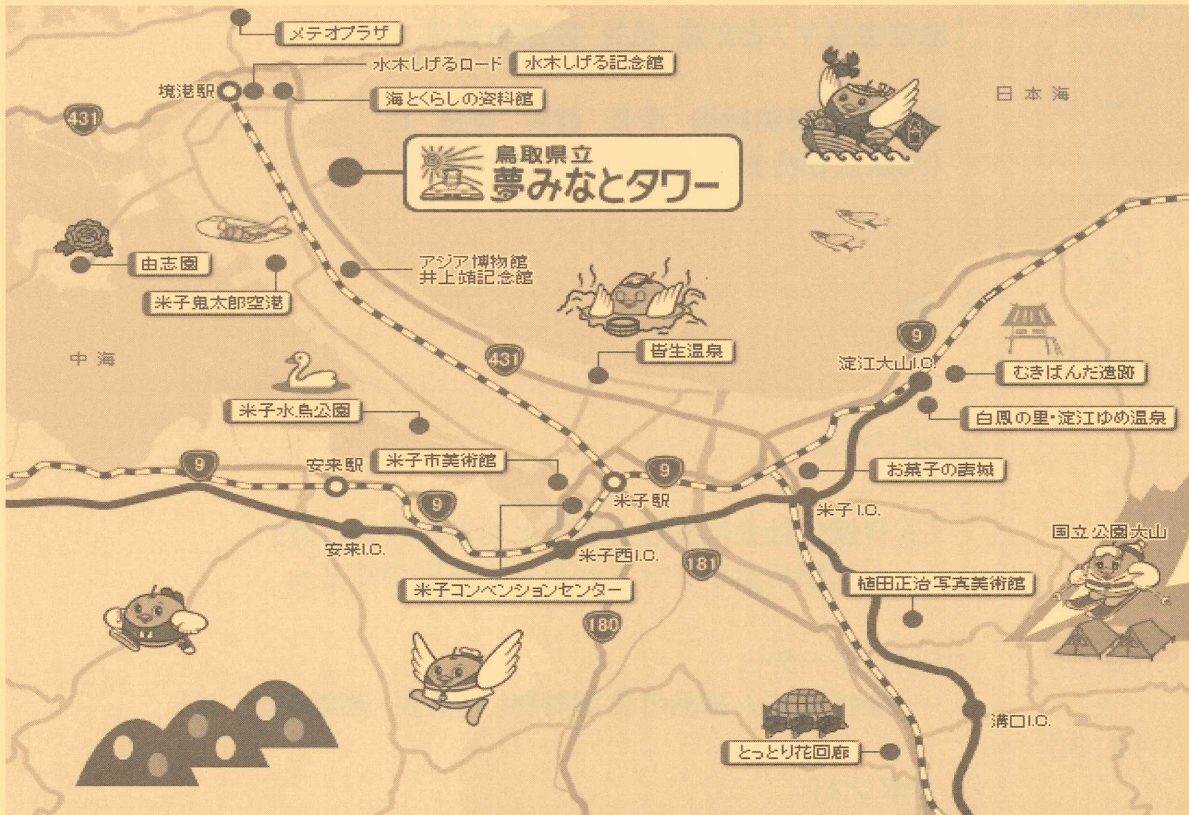 メテオプラザ
水木しげるロード 水木しげる記念館
境港駅
海とくらしの資料館
日本海
431
鳥取県立
夢みなとタワー
由志園
アジア博物館
井上靖記念館
米子鬼太郎空港
中海
431
皆生温泉
9
淀江大山I.C.
むきばんだ遺跡
米子水鳥公園
白鳳の里・淀江ゆめ温泉
9
安来駅
米子市美術館
9
お菓子の壽城
9
米子駅
米子I.C.
国立公園大山
安来I.C.
米子西I.C.
181
植田正治写真美術館
米子コンベンションセンター
180
溝口I.C.
とっとり花回廊